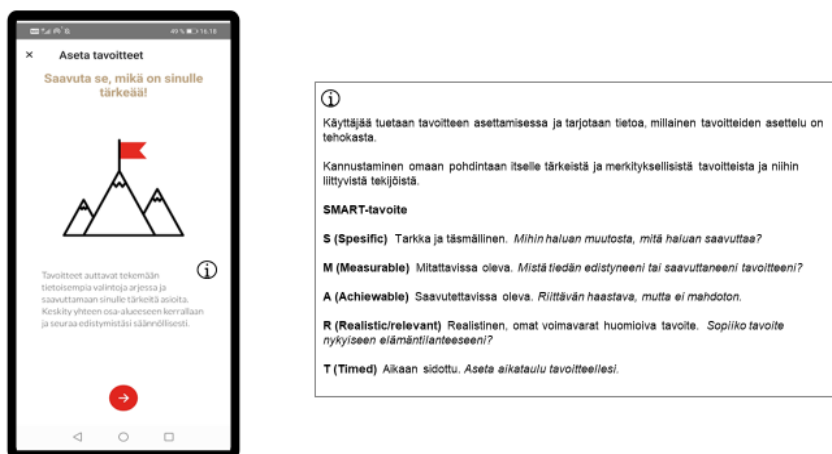 49 % 16.18
× Aseta tavoitteet
Saavuta se, mikä on sinulle
tärkeää!
Tavoitteet auttavat tekemään
tietoisempia valintoja arjessa ja
saavuttamaan sinulle tärkeitä asioita.
Keskity yhteen osa-alueeseen kerrallaan
ja seuraa edistymistäsi säännöllisesti.
Käyttäjää tuetaan tavoitteen asettamisessa ja tarjotaan tietoa, millainen tavoitteiden asettelu on
tehokasta.
Kannustaminen omaan pohdintaan itselle tärkeistä ja merkityksellisistä tavoitteista ja niihin
liittyvistä tekijöistä.
SMART-tavoite
S (Spesific) Tarkka ja täsmällinen. Mihin haluan muutosta, mitä haluan saavuttaa?
M (Measurable) Mitattavissa oleva. Mistä tiedän edistyneeni tai saavuttaneeni tavoitteeni?
A (Achiewable) Saavutettavissa oleva. Riittävän haastava, mutta ei mahdoton.
R (Realistic/relevant) Realistinen, omat voimavarat huomioiva tavoite. Sopiiko tavoite
nykyiseen elämäntilanteeseeni?
T (Timed) Aikaan sidottu. Aseta aikataulu tavoitteellesi.